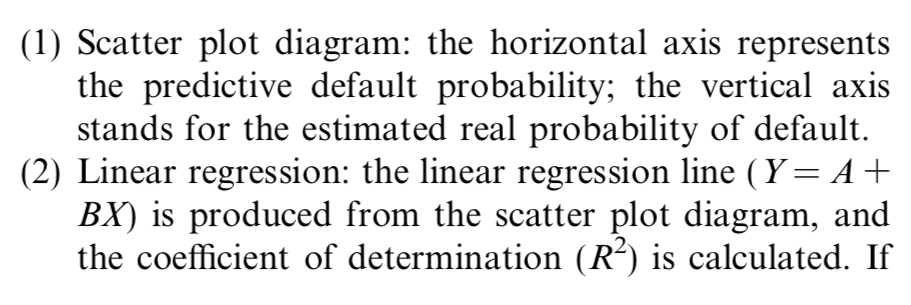 (1) Scatter plot diagram: the horizontal axis represents
the predictive default probability; the vertical axis
stands for the estimated real probability of default.
(2) Linear regression: the linear regression line (Y = A +
BX) is produced from the scatter plot diagram, and
the coefficient of determination (R²) is calculated. If